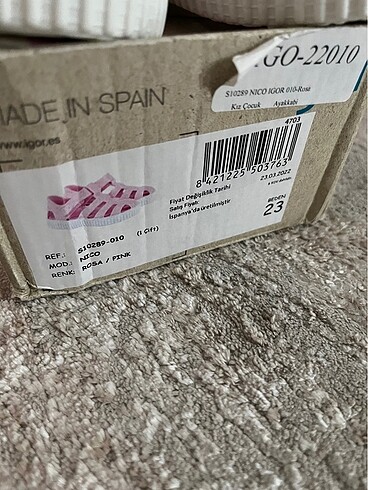 IGO-22010
S10289 NICO IGOR 010-Rosa
Kız Çocuk Ayakkabi
MADE IN SPAIN
www.igor.es
4703
8 421225 503763
Fiyat Değişiklik Tarihi 23.03.2022
Satış Fiyatı
İspanya'da üretilmiştir
BEDEN
23
REF.: S10289-010 (1 Çift)
MOD.: NICO
RENK: ROSA / PINK